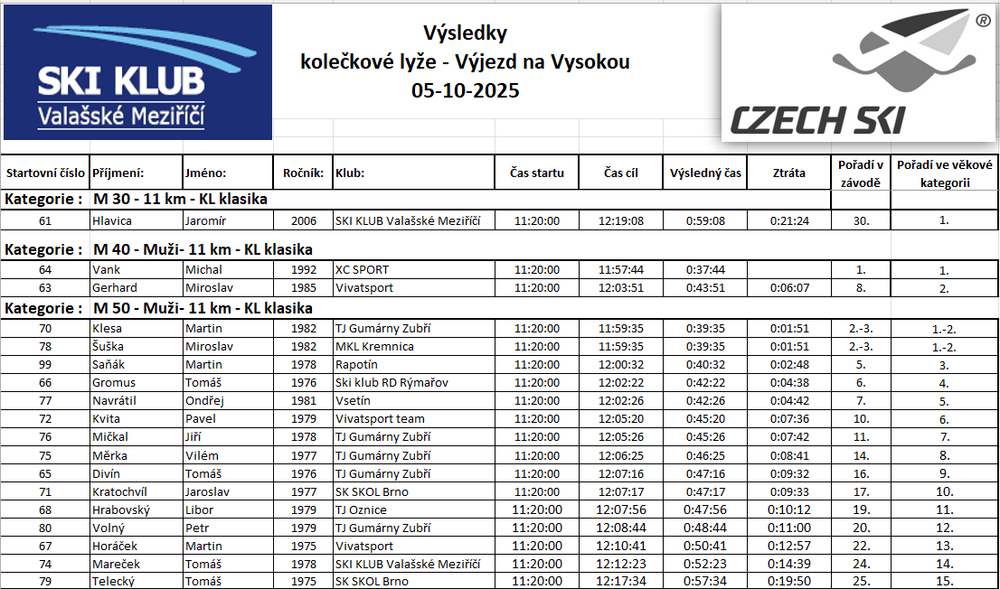 SKI KLUB
Valašské Meziříčí
Výsledky
kolečkové lyže - Výjezd na Vysokou
05-10-2025
®
CZECH SKI
Startovní číslo Příjmení: Jméno: Ročník: Klub: Čas startu Čas cíl Výsledný čas Ztráta Pořadí v závodě Pořadí ve věkové kategorii
Kategorie : M 30 - 11 km - KL klasika
61 Hlavica Jaromír 2006 SKI KLUB Valašské Meziříčí 11:20:00 12:19:08 0:59:08 0:21:24 30. 1.
Kategorie : M 40 - Muži- 11 km - KL klasika
64 Vank Michal 1992 XC SPORT 11:20:00 11:57:44 0:37:44 1. 1.
63 Gerhard Miroslav 1985 Vivatsport 11:20:00 12:03:51 0:43:51 0:06:07 8. 2.
Kategorie : M 50 - Muži- 11 km - KL klasika
70 Klesa Martin 1982 TJ Gumárny Zubří 11:20:00 11:59:35 0:39:35 0:01:51 2.-3. 1.-2.
78 Šuška Miroslav 1982 MKL Kremnica 11:20:00 11:59:35 0:39:35 0:01:51 2.-3. 1.-2.
99 Saňák Martin 1978 Rapotín 11:20:00 12:00:32 0:40:32 0:02:48 5. 3.
66 Gromus Tomáš 1976 Ski klub RD Rýmařov 11:20:00 12:02:22 0:42:22 0:04:38 6. 4.
77 Navrátil Ondřej 1981 Vsetín 11:20:00 12:02:26 0:42:26 0:04:42 7. 5.
72 Kvita Pavel 1979 Vivatsport team 11:20:00 12:05:20 0:45:20 0:07:36 10. 6.
76 Mičkal Jiří 1978 TJ Gumárny Zubří 11:20:00 12:05:26 0:45:26 0:07:42 11. 7.
75 Měrka Vilém 1977 TJ Gumárny Zubří 11:20:00 12:06:25 0:46:25 0:08:41 14. 8.
65 Divín Tomáš 1976 TJ Gumárny Zubří 11:20:00 12:07:16 0:47:16 0:09:32 16. 9.
71 Kratochvíl Jaroslav 1977 SK SKOL Brno 11:20:00 12:07:17 0:47:17 0:09:33 17. 10.
68 Hrabovský Libor 1979 TJ Oznice 11:20:00 12:07:56 0:47:56 0:10:12 19. 11.
80 Volný Petr 1979 TJ Gumárny Zubří 11:20:00 12:08:44 0:48:44 0:11:00 20. 12.
67 Horáček Martin 1975 Vivatsport 11:20:00 12:10:41 0:50:41 0:12:57 22. 13.
74 Mareček Tomáš 1978 SKI KLUB Valašské Meziříčí 11:20:00 12:12:23 0:52:23 0:14:39 24. 14.
79 Telecký Tomáš 1975 SK SKOL Brno 11:20:00 12:17:34 0:57:34 0:19:50 25. 15.